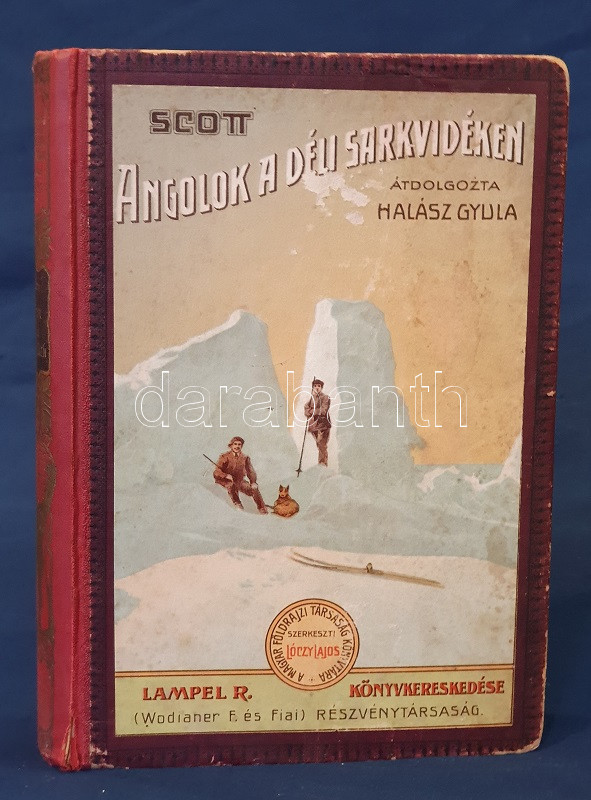 SCOTT
ANGOLOK A DÉLI SARKVIDÉKEN
ÁTDOLGOZTA
HALÁSZ GYULA
darabanth
A MAGYAR FÖLDRAJZI TÁRSASÁG KÖNYVTÁRA
SZERKESZTI
LÓCZY LAJOS
LAMPEL R. KÖNYVKERESKEDÉSE
(Wodianer F. és Fiai) RÉSZVÉNYTÁRSASÁG.